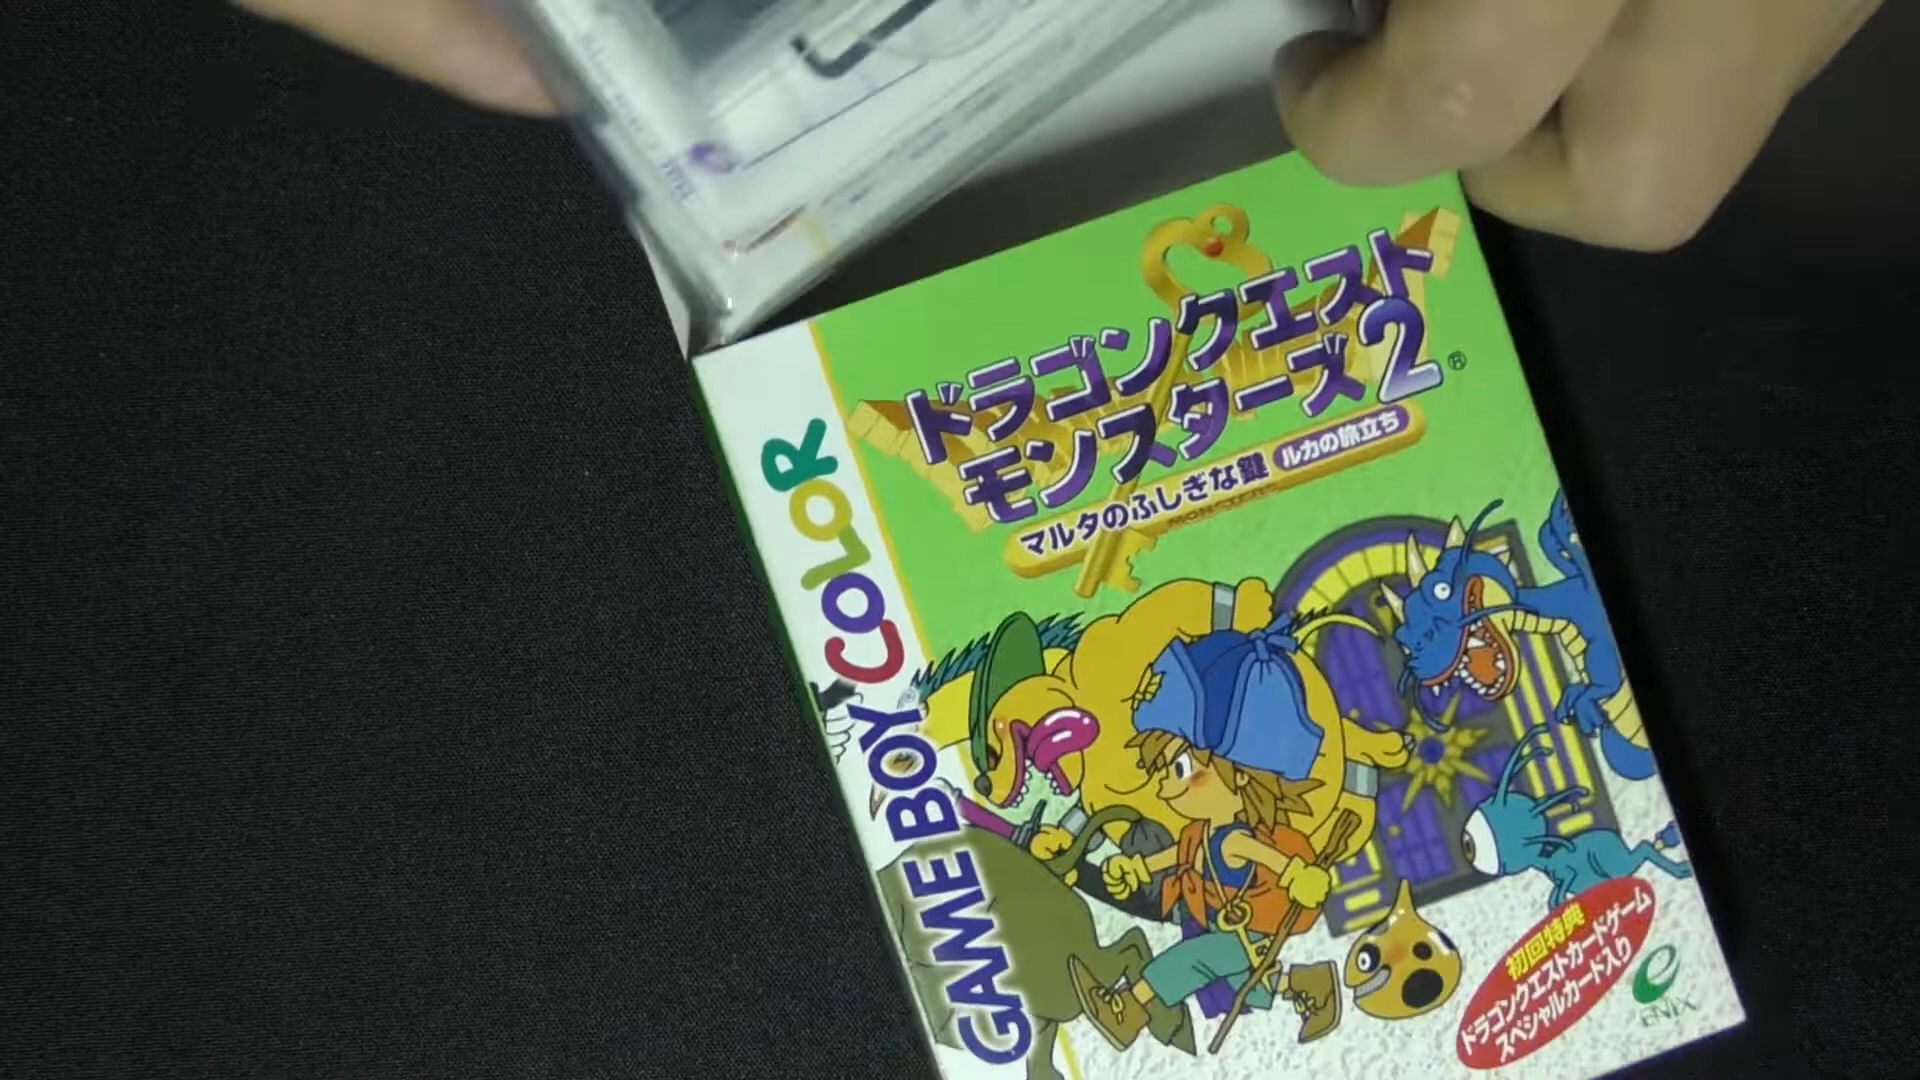 ドラゴンクエスト
モンスターズ2®
マルタのふしぎな鍵 ルカの旅立ち
GAME BOY COLOR
初回特典
ドラゴンクエストカードゲーム
スペシャルカード入り
ENIX